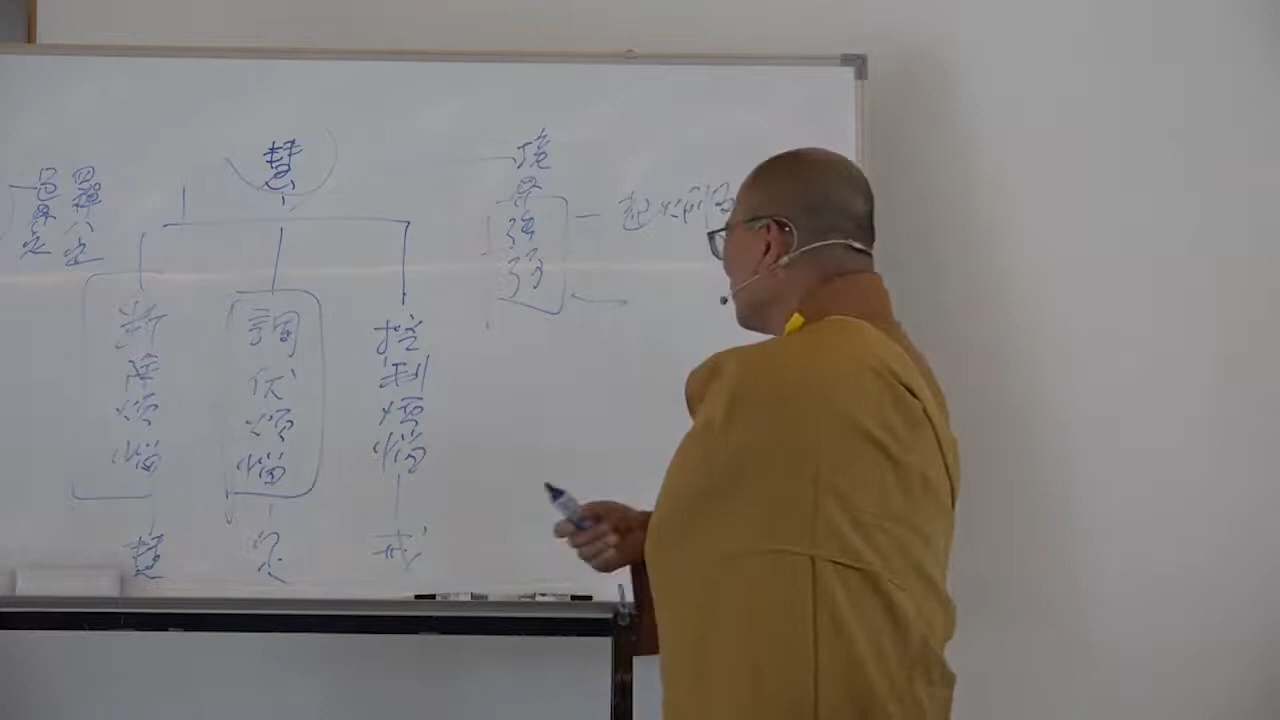 境界強弱
起煩惱
慧
控制煩惱
戒
調伏煩惱
定
斷除煩惱
慧
四禪八定